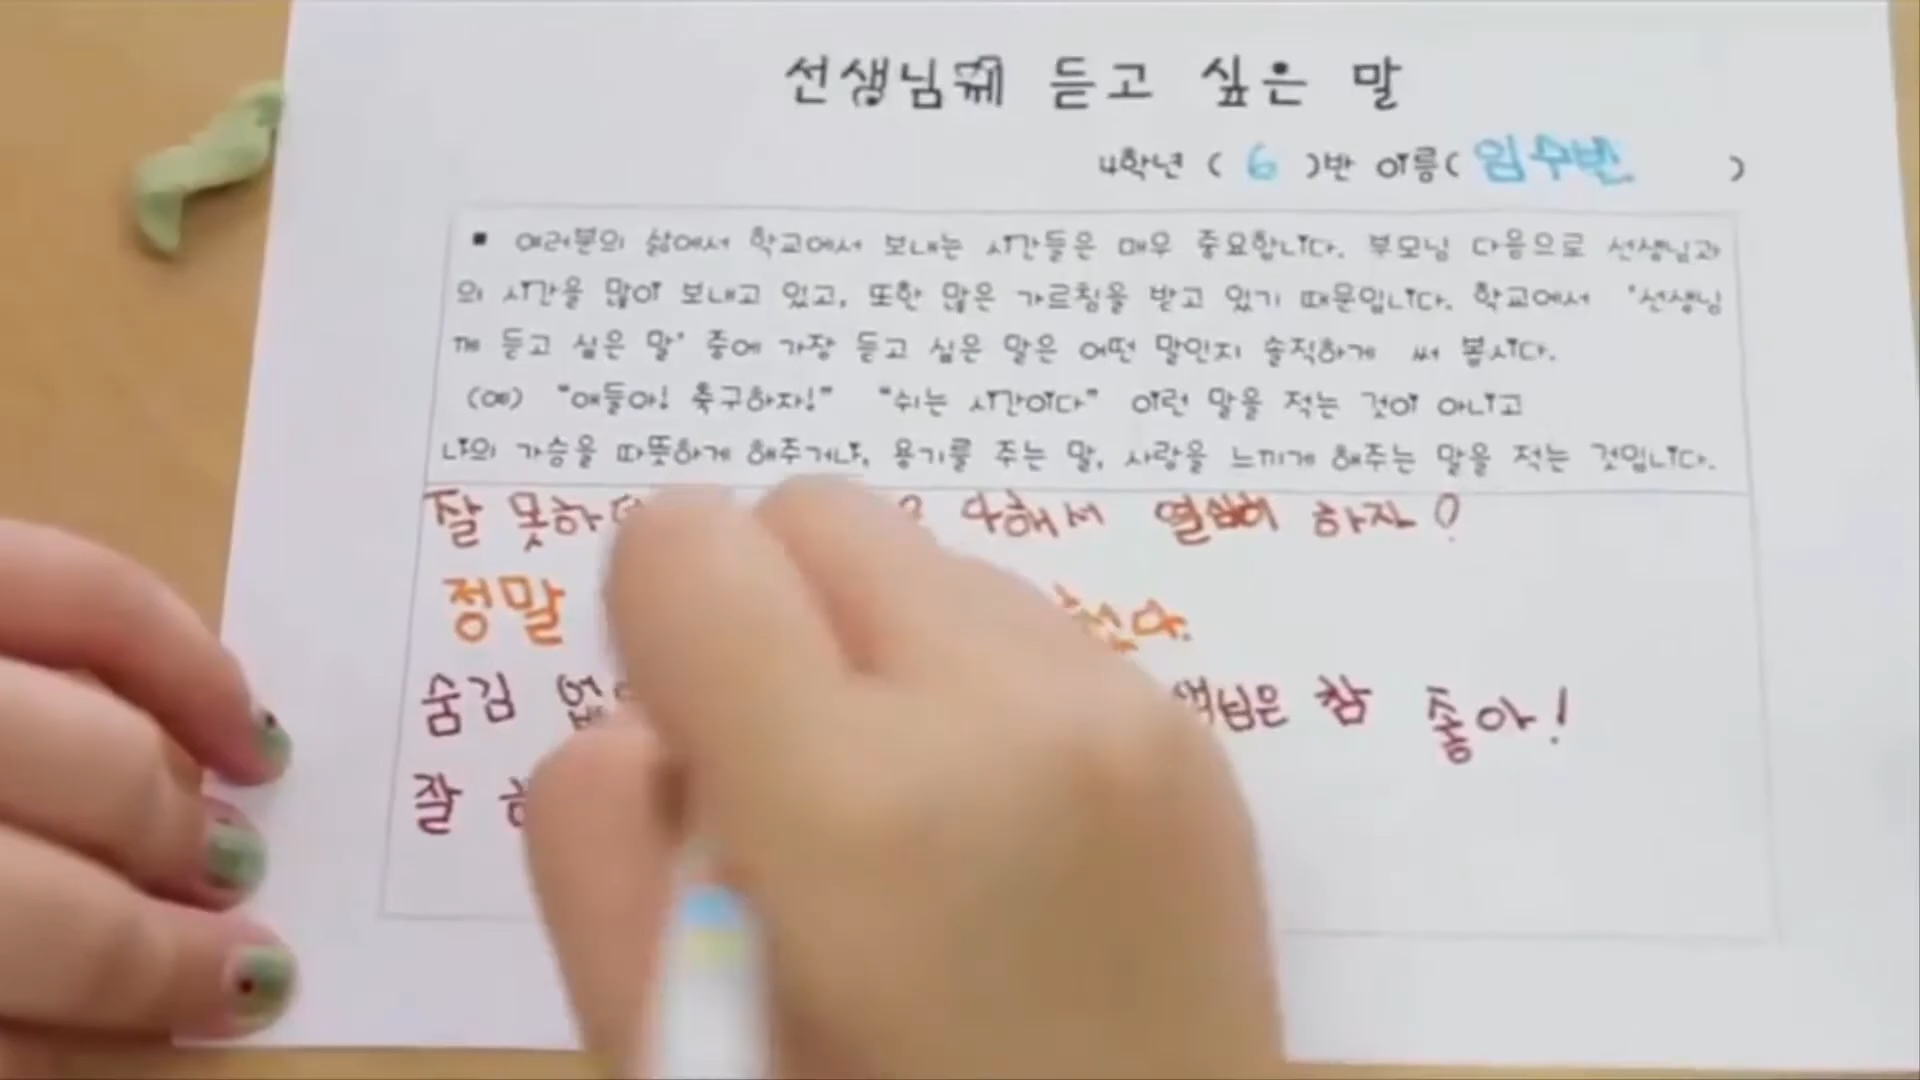 선생님께 듣고 싶은 말
4학년 ( 6 )반 이름( 임수빈 )
■ 여러분의 삶에서 학교에서 보내는 시간들은 매우 중요합니다. 부모님 다음으로 선생님과
의 시간을 많이 보내고 있고, 또한 많은 가르침을 받고 있기 때문입니다. 학교에서 '선생님
께 듣고 싶은 말' 중에 가장 듣고 싶은 말은 어떤 말인지 솔직하게 써 봅시다.
(예) "애들아! 축구하자!" "쉬는 시간이다" 이런 말을 적는 것이 아니고
나의 가슴을 따뜻하게 해주거나, 용기를 주는 말, 사랑을 느끼게 해주는 말을 적는 것입니다.
잘 못하 다해서 열심히 하자
정말
숨김 님은 참 좋아!
잘